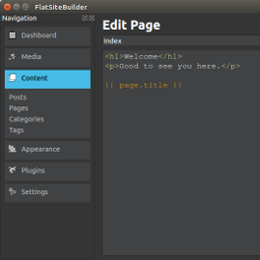 FlatSiteBuilder
Navigation
Dashboard
Media
Content
Posts
Pages
Categories
Tags
Appearance
Plugins
Settings
Edit Page
Index
<h1>Welcome</h1>
<p>Good to see you here.</p>
{{ page.title }}